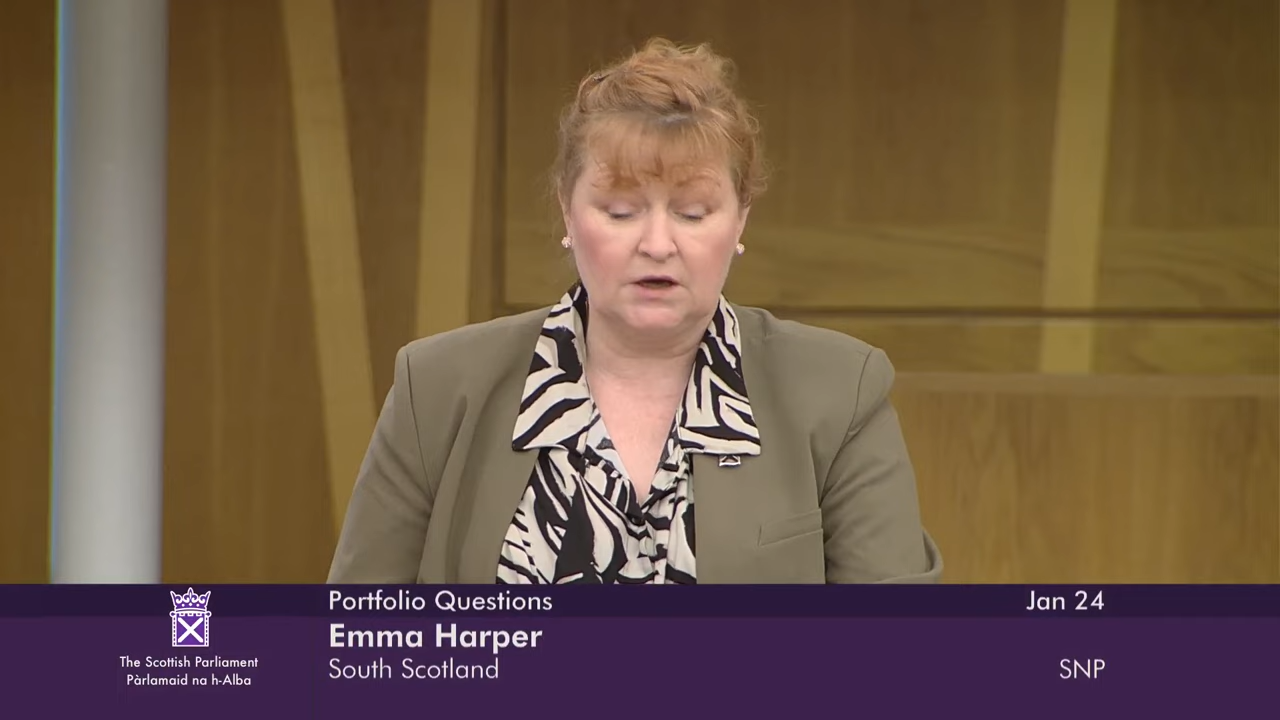 Portfolio Questions Jan 24
Emma Harper
South Scotland SNP
The Scottish Parliament
Pàrlamaid na h-Alba